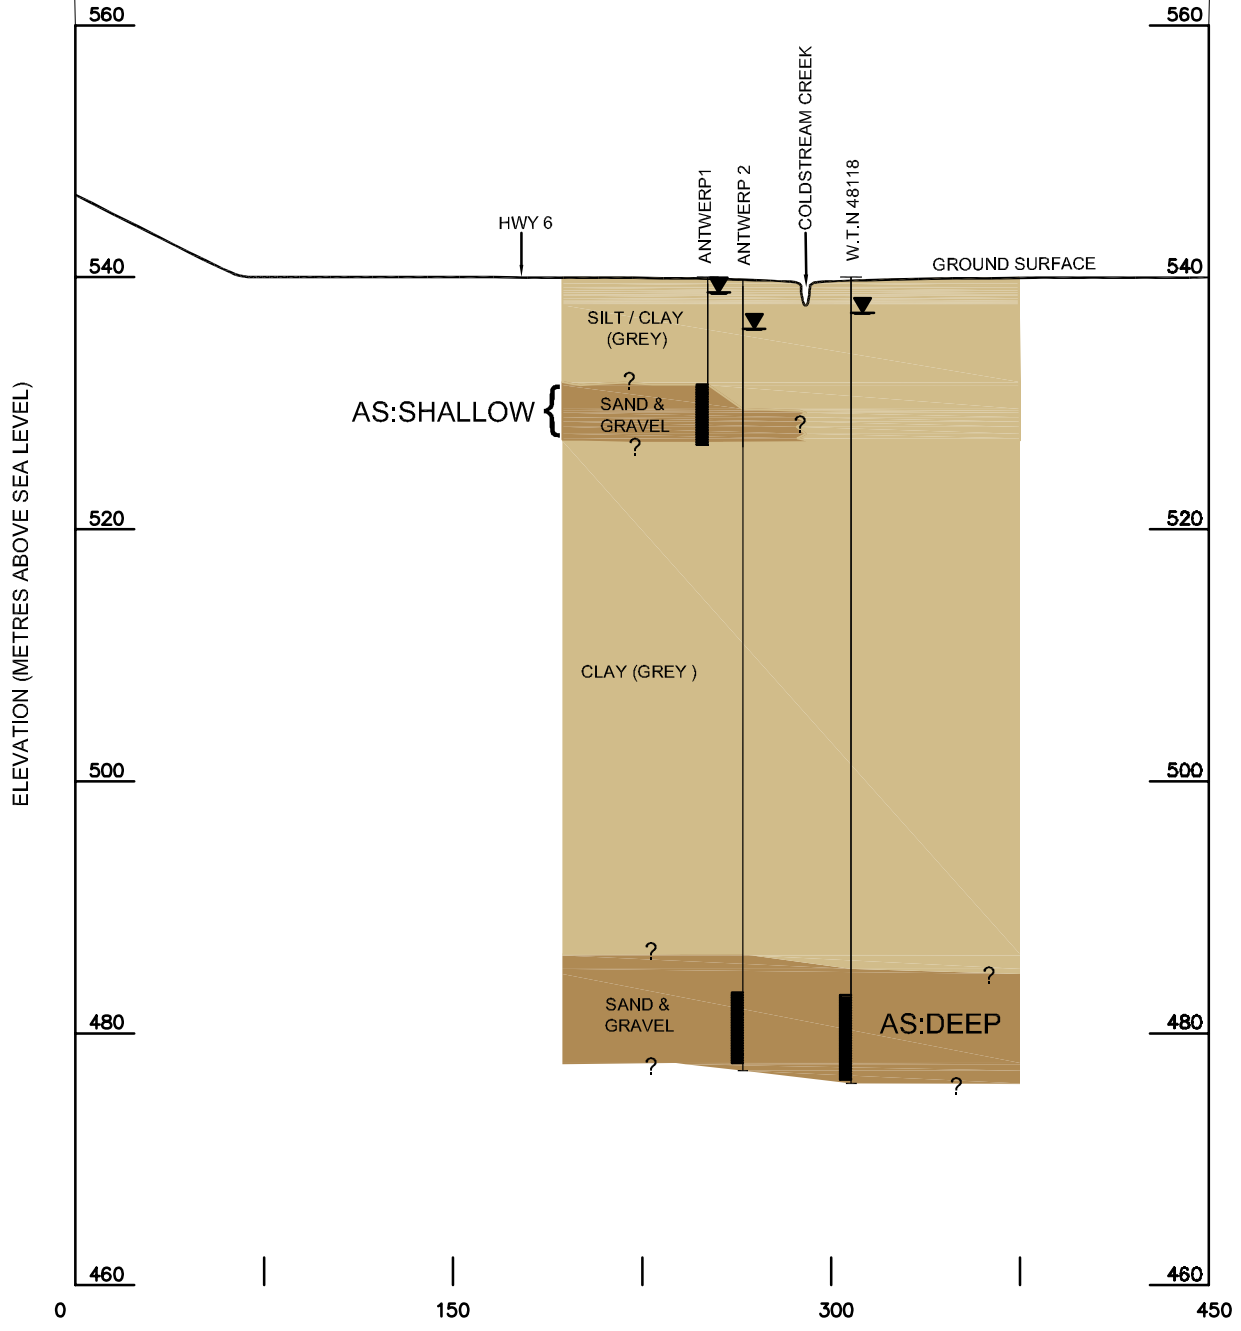 560
560
COLDSTREAM CREEK
ANTWERP1
ANTWERP 2
W.T.N 48118
HWY 6
540
GROUND SURFACE
540
SILT / CLAY
(GREY)
?
AS:SHALLOW {
SAND &
GRAVEL
?
?
ELEVATION (METRES ABOVE SEA LEVEL)
520
520
CLAY (GREY )
500
500
?
?
SAND &
GRAVEL
AS:DEEP
480
480
?
?
460
460
0
150
300
450